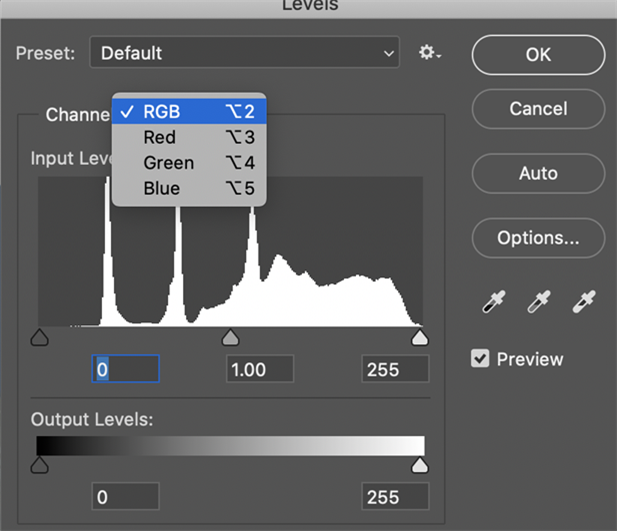 Levels
Preset: Default
OK
Channe
✓ RGB ⌥2
Red ⌥3
Green ⌥4
Blue ⌥5
Cancel
Input Leve
Auto
Options...
0 1.00 255
Preview
Output Levels:
0 255